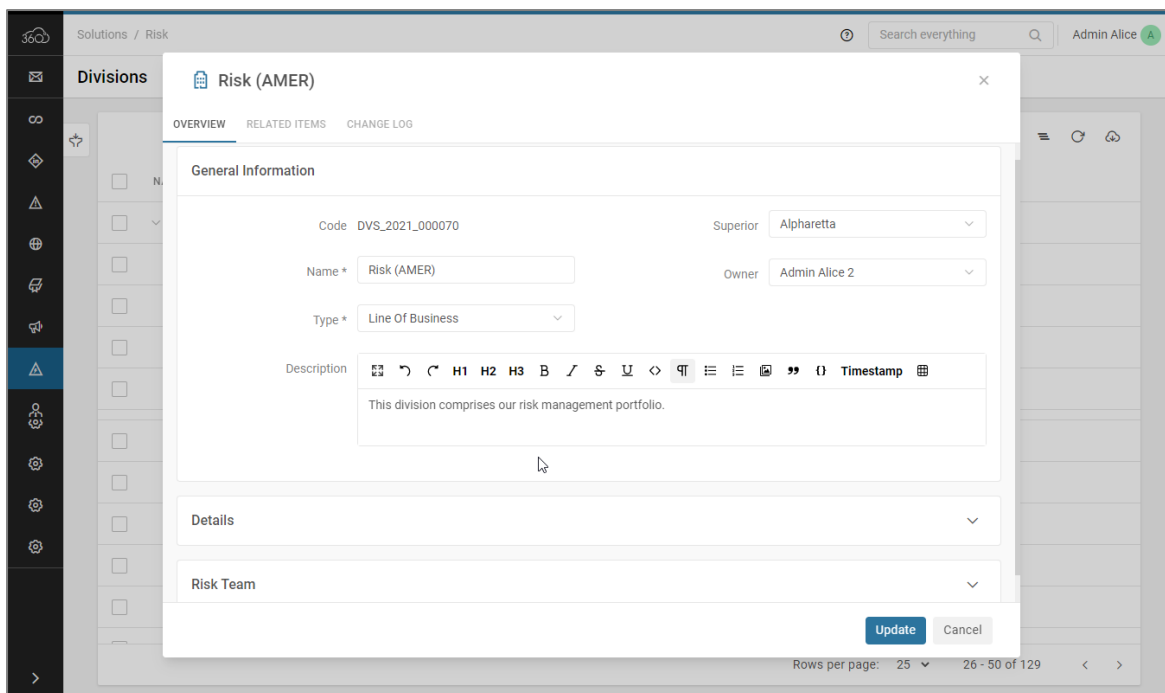 360
Solutions / Risk
Search everything
Admin Alice A
Divisions
Risk (AMER)
OVERVIEW RELATED ITEMS CHANGE LOG
General Information
Code DVS_2021_000070
Superior Alpharetta
Name * Risk (AMER)
Owner Admin Alice 2
Type * Line Of Business
Description
H1 H2 H3 B I S U <> ¶ {} Timestamp
This division comprises our risk management portfolio.
Details
Risk Team
Update Cancel
Rows per page: 25 26 - 50 of 129